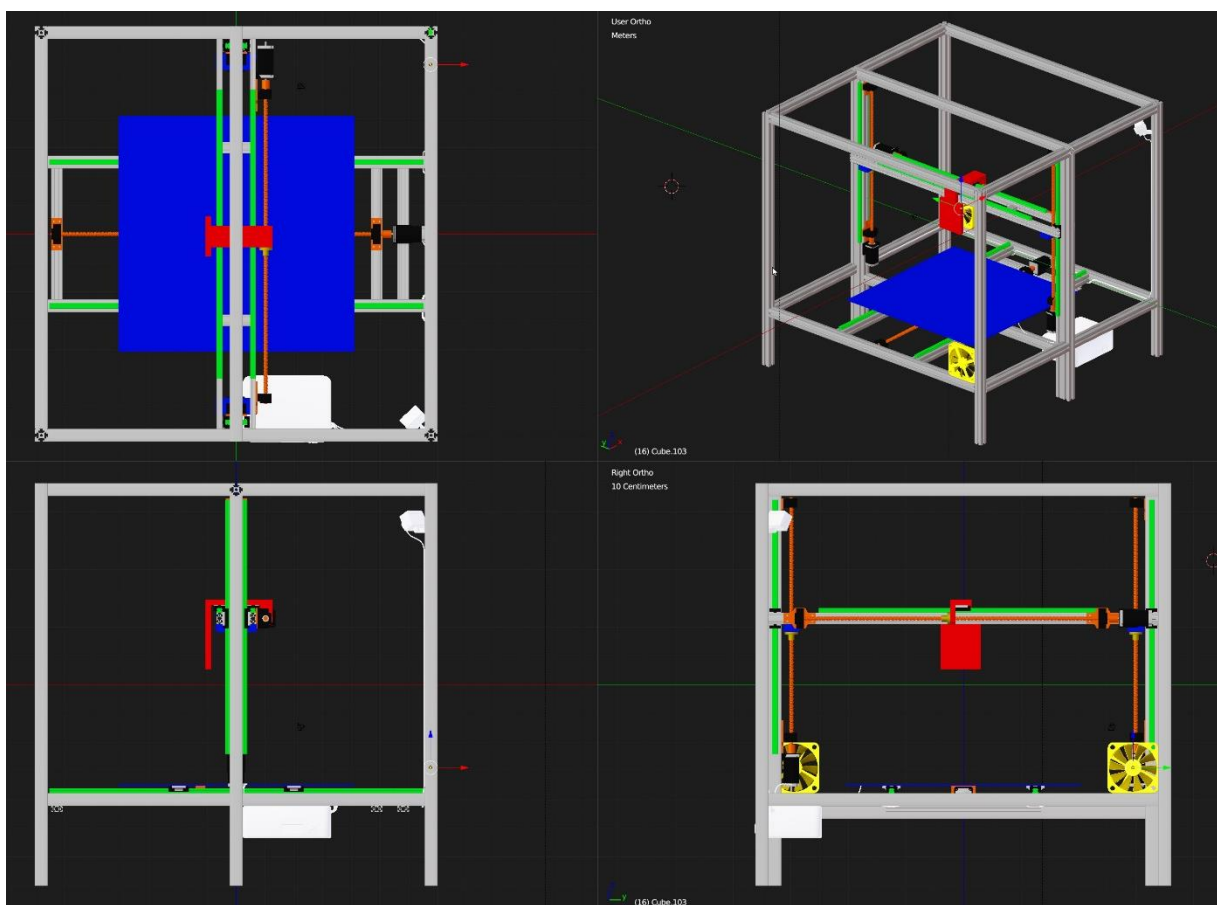 User Ortho
Meters
(16) Cube.103
Right Ortho
10 Centimeters
(16) Cube.103